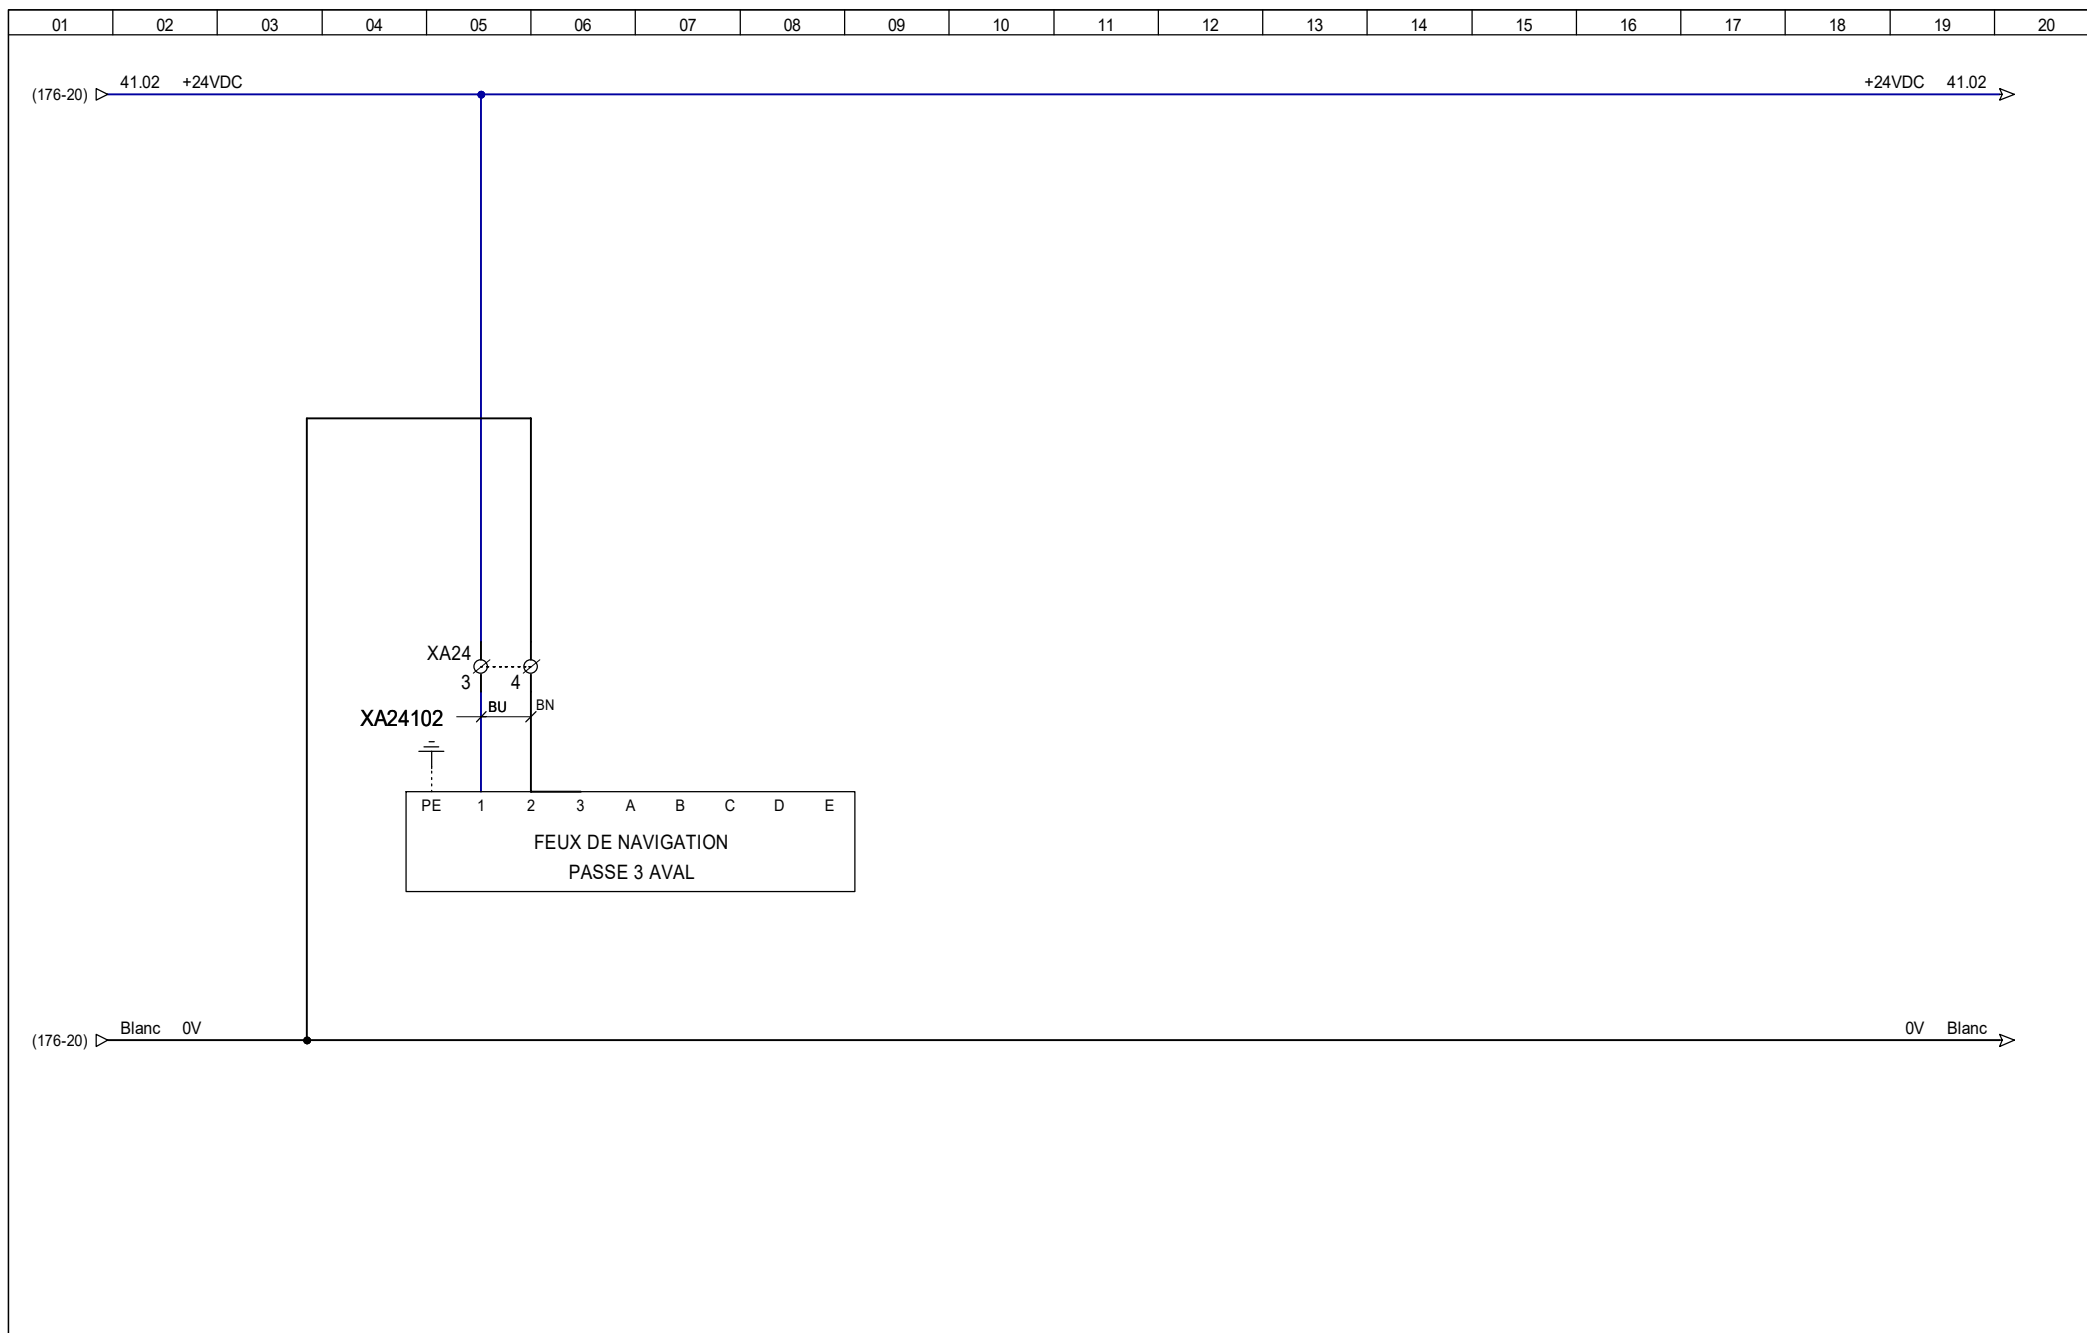 01 02 03 04 05 06 07 08 09 10 11 12 13 14 15 16 17 18 19 20
41.02 +24VDC +24VDC 41.02
(176-20)
XA24
3 4
BU BN
XA24102
PE 1 2 3 A B C D E
FEUX DE NAVIGATION
PASSE 3 AVAL
Blanc 0V 0V Blanc
(176-20)